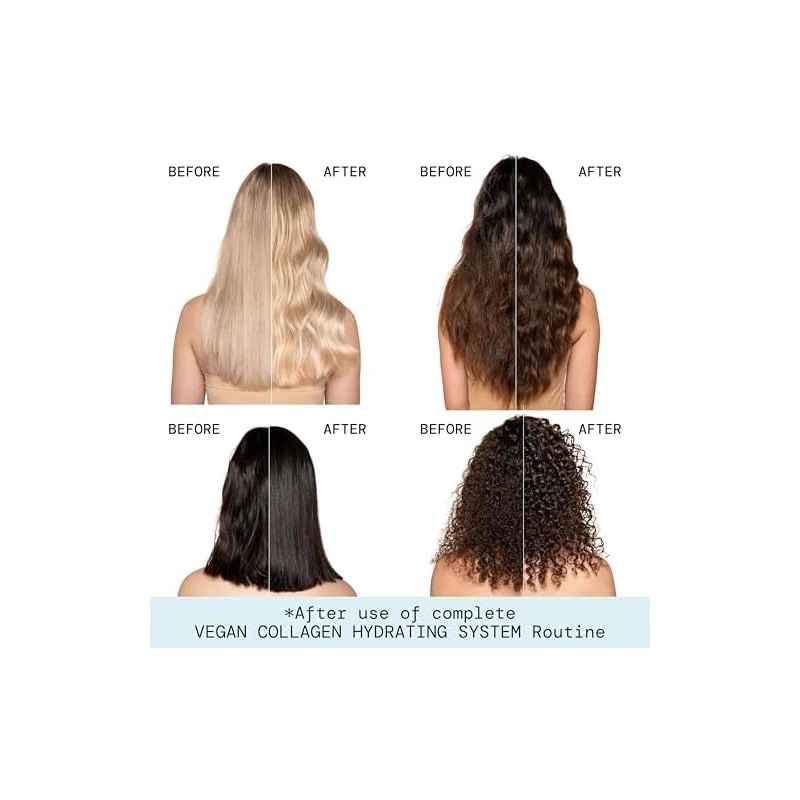 BEFORE AFTER BEFORE AFTER
BEFORE AFTER BEFORE AFTER
*After use of complete
VEGAN COLLAGEN HYDRATING SYSTEM Routine